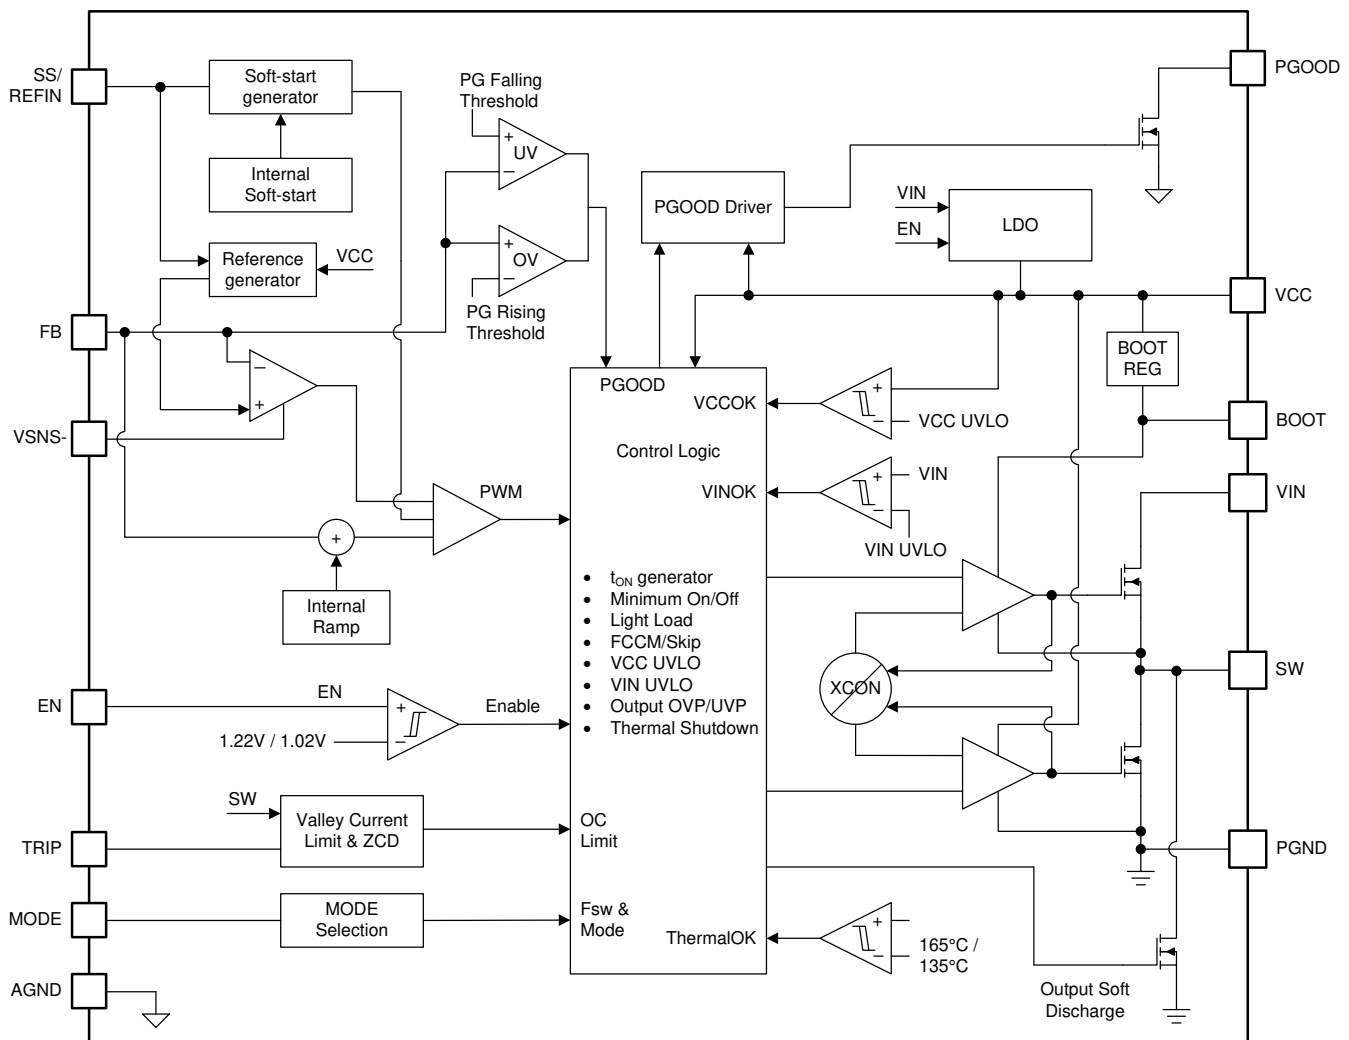 SS/
REFIN
Soft-start
generator
Internal
Soft-start
Reference
generator
VCC
FB
VSNS-
PG Falling
Threshold
+
UV
−
+
OV
−
PG Rising
Threshold
PGOOD Driver
VIN
EN
LDO
PGOOD
VCC
BOOT
REG
BOOT
VIN
SW
PGND
−
+
PWM
+
Internal
Ramp
EN
EN
+
−
1.22V / 1.02V
Enable
SW
Valley Current
Limit & ZCD
TRIP
MODE
MODE
Selection
AGND
PGOOD
VCCOK
Control Logic
VINOK
• tON generator
• Minimum On/Off
• Light Load
• FCCM/Skip
• VCC UVLO
• VIN UVLO
• Output OVP/UVP
• Thermal Shutdown
OC
Limit
Fsw &
Mode
ThermalOK
+
−
VCC UVLO
+
−
VIN
VIN UVLO
XCON
+
−
165°C /
135°C
Output Soft
Discharge